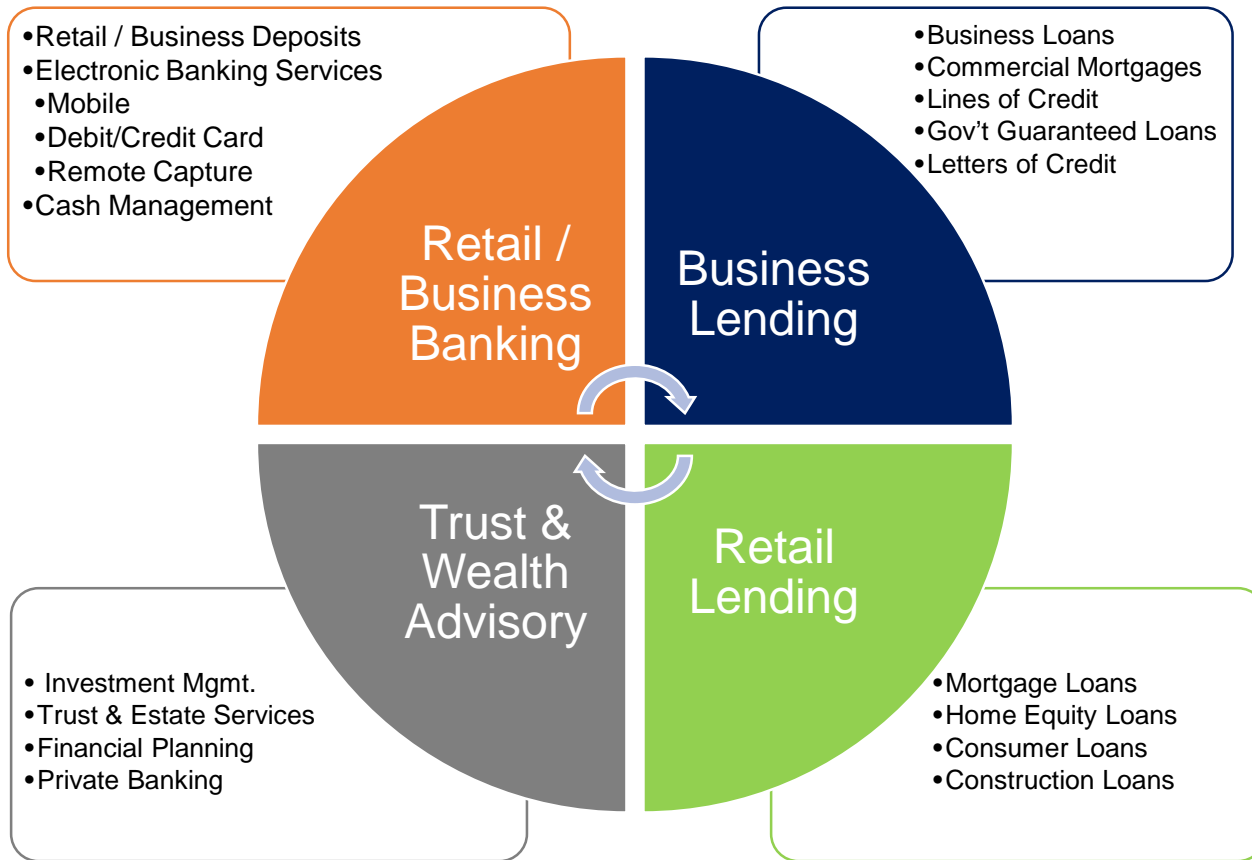 •Retail / Business Deposits
•Electronic Banking Services
•Mobile
•Debit/Credit Card
•Remote Capture
•Cash Management
•Business Loans
•Commercial Mortgages
•Lines of Credit
•Gov’t Guaranteed Loans
•Letters of Credit
Retail /
Business
Banking
Business
Lending
Trust &
Wealth
Advisory
Retail
Lending
• Investment Mgmt.
•Trust & Estate Services
•Financial Planning
•Private Banking
•Mortgage Loans
•Home Equity Loans
•Consumer Loans
•Construction Loans